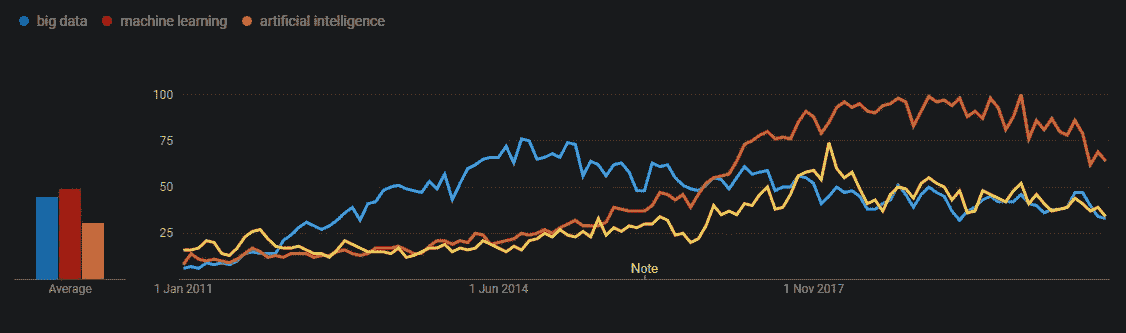 big data machine learning artificial intelligence
100
75
50
25
Note
Average 1 Jan 2011 1 Jun 2014 1 Nov 2017